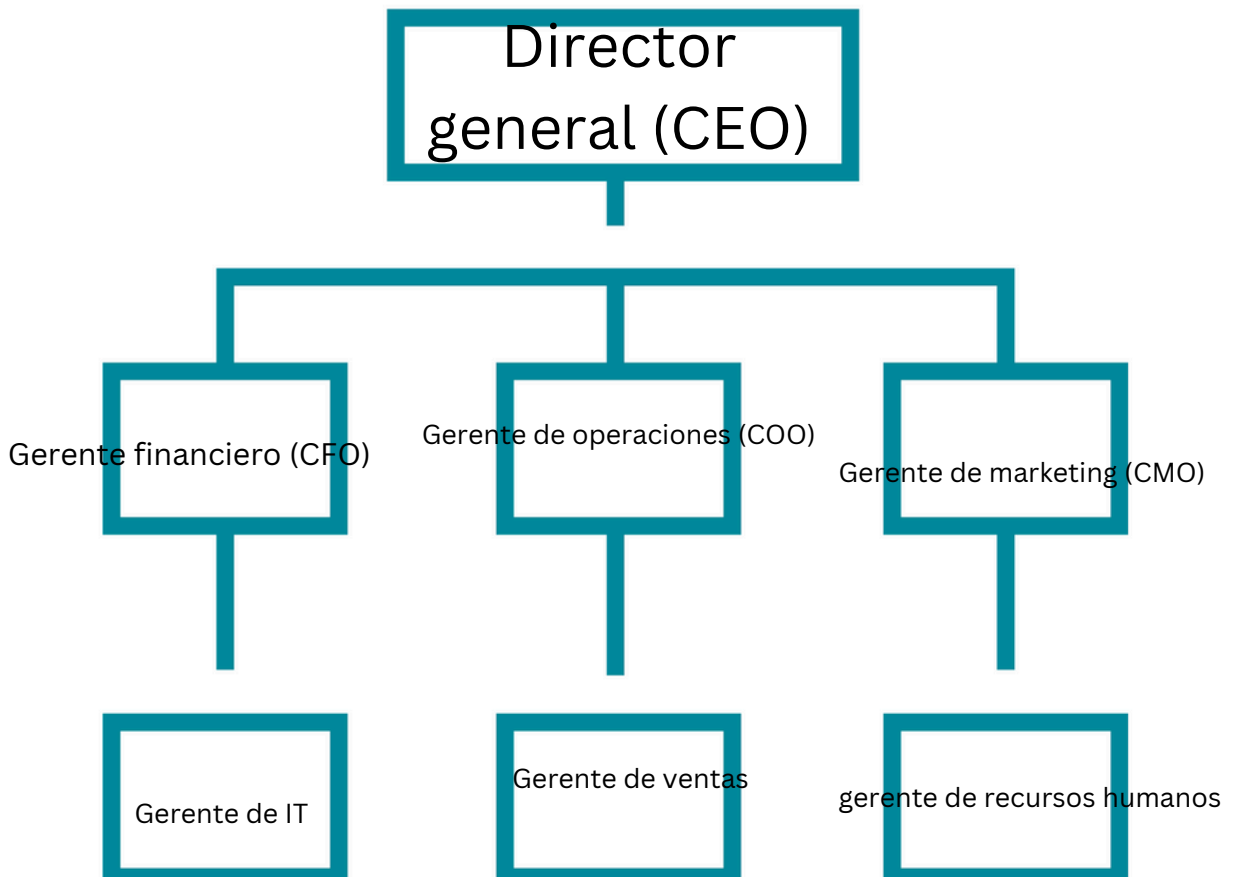 Director
general (CEO)
Gerente financiero (CFO)
Gerente de operaciones (COO)
Gerente de marketing (CMO)
Gerente de IT
Gerente de ventas
gerente de recursos humanos